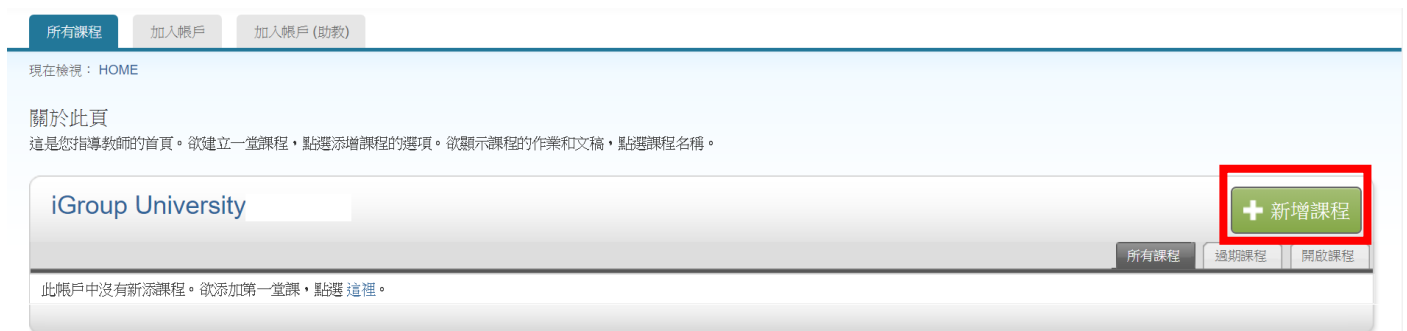 所有課程 加入帳戶 加入帳戶 (助教)
現在檢視： HOME
關於此頁
這是您指導教師的首頁。欲建立一堂課程，點選添增課程的選項。欲顯示課程的作業和文稿，點選課程名稱。
iGroup University
新增課程
所有課程 過期課程 開啟課程
此帳戶中沒有新添課程。欲添加第一堂課，點選 這裡。